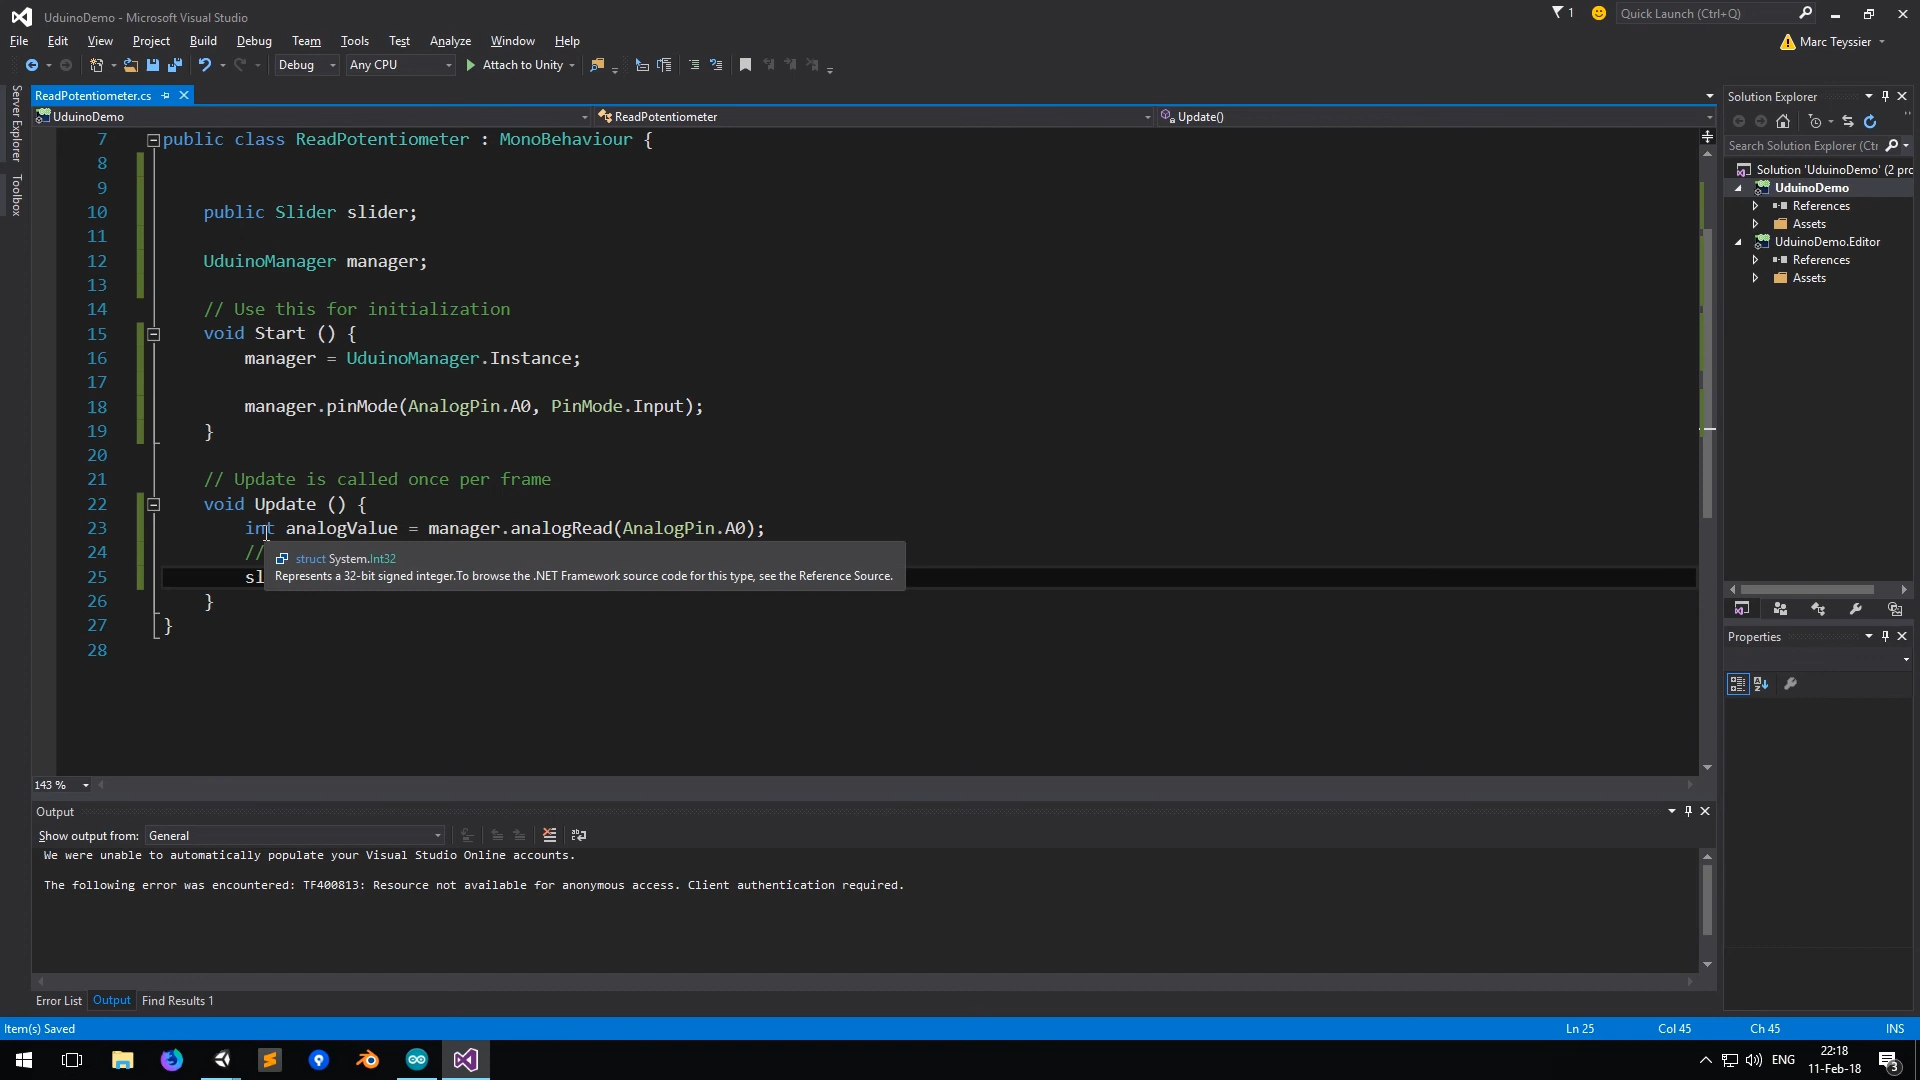 UduinoDemo - Microsoft Visual Studio
1
Quick Launch (Ctrl+Q)
File Edit View Project Build Debug Team Tools Test Analyze Window Help
Marc Teyssier
Debug Any CPU Attach to Unity
Server Explorer
Toolbox
ReadPotentiometer.cs
UduinoDemo ReadPotentiometer Update()
7 public class ReadPotentiometer : MonoBehaviour {
8
9
10 public Slider slider;
11
12 UduinoManager manager;
13
14 // Use this for initialization
15 void Start () {
16 manager = UduinoManager.Instance;
17
18 manager.pinMode(AnalogPin.A0, PinMode.Input);
19 }
20
21 // Update is called once per frame
22 void Update () {
23 int analogValue = manager.analogRead(AnalogPin.A0);
24 //
struct System.Int32
Represents a 32-bit signed integer.To browse the .NET Framework source code for this type, see the Reference Source.
25 sl
26 }
27 }
28
143 %
Solution Explorer
Search Solution Explorer (Ctr
Solution 'UduinoDemo' (2 pro
UduinoDemo
References
Assets
UduinoDemo.Editor
References
Assets
Properties
Output
Show output from: General
We were unable to automatically populate your Visual Studio Online accounts.
The following error was encountered: TF400813: Resource not available for anonymous access. Client authentication required.
Error List Output Find Results 1
Item(s) Saved Ln 25 Col 45 Ch 45 INS
ENG
22:18
11-Feb-18
3